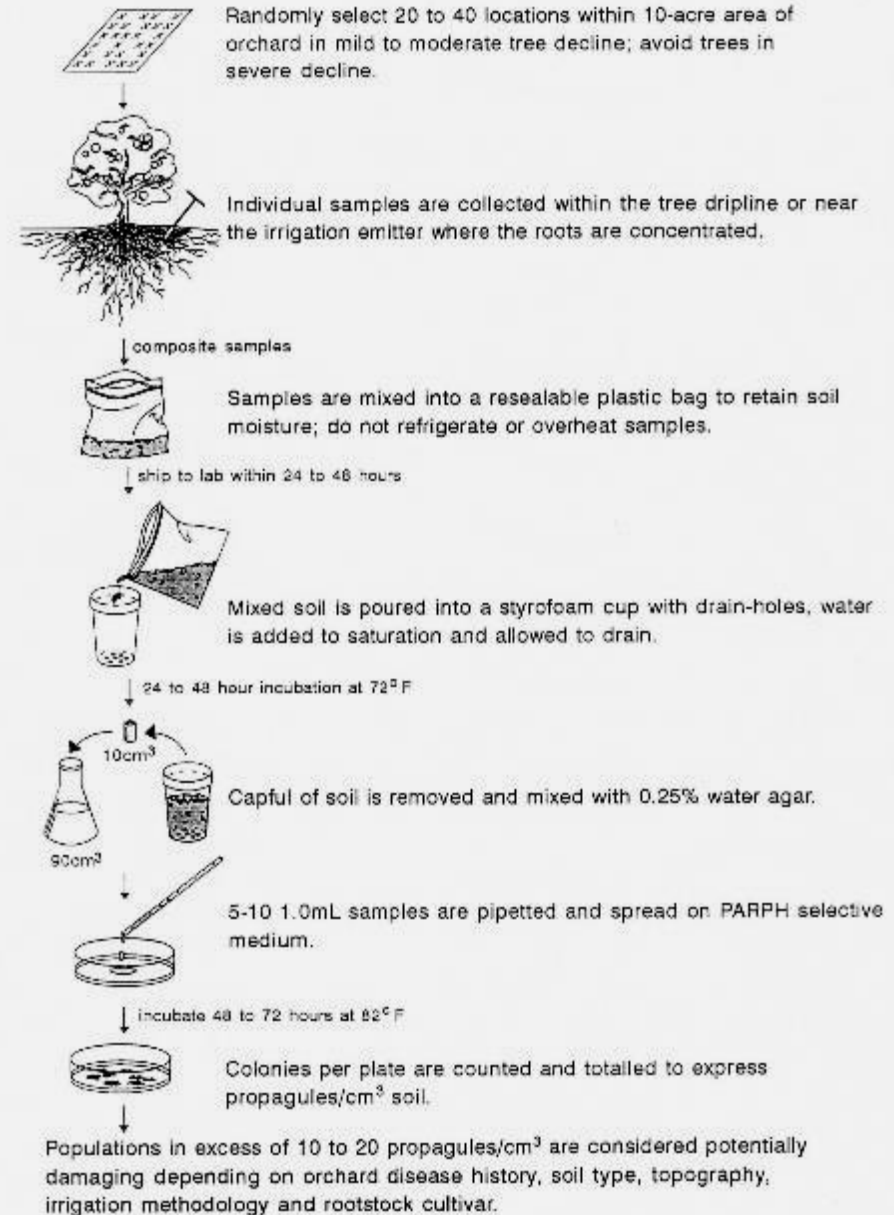 Randomly select 20 to 40 locations within 10-acre area of
orchard in mild to moderate tree decline; avoid trees in
severe decline.
Individual samples are collected within the tree dripline or near
the irrigation emitter where the roots are concentrated.
composite samples
Samples are mixed into a resealable plastic bag to retain soil
moisture; do not refrigerate or overheat samples.
ship to lab within 24 to 48 hours
Mixed soil is poured into a styrofoam cup with drain-holes, water
is added to saturation and allowed to drain.
24 to 48 hour incubation at 72° F
10cm³
90cm³
Capful of soil is removed and mixed with 0.25% water agar.
5-10 1.0mL samples are pipetted and spread on PARPH selective
medium.
incubate 48 to 72 hours at 82° F
Colonies per plate are counted and totalled to express
propagules/cm³ soil.
Populations in excess of 10 to 20 propagules/cm³ are considered potentially
damaging depending on orchard disease history, soil type, topography,
irrigation methodology and rootstock cultivar.